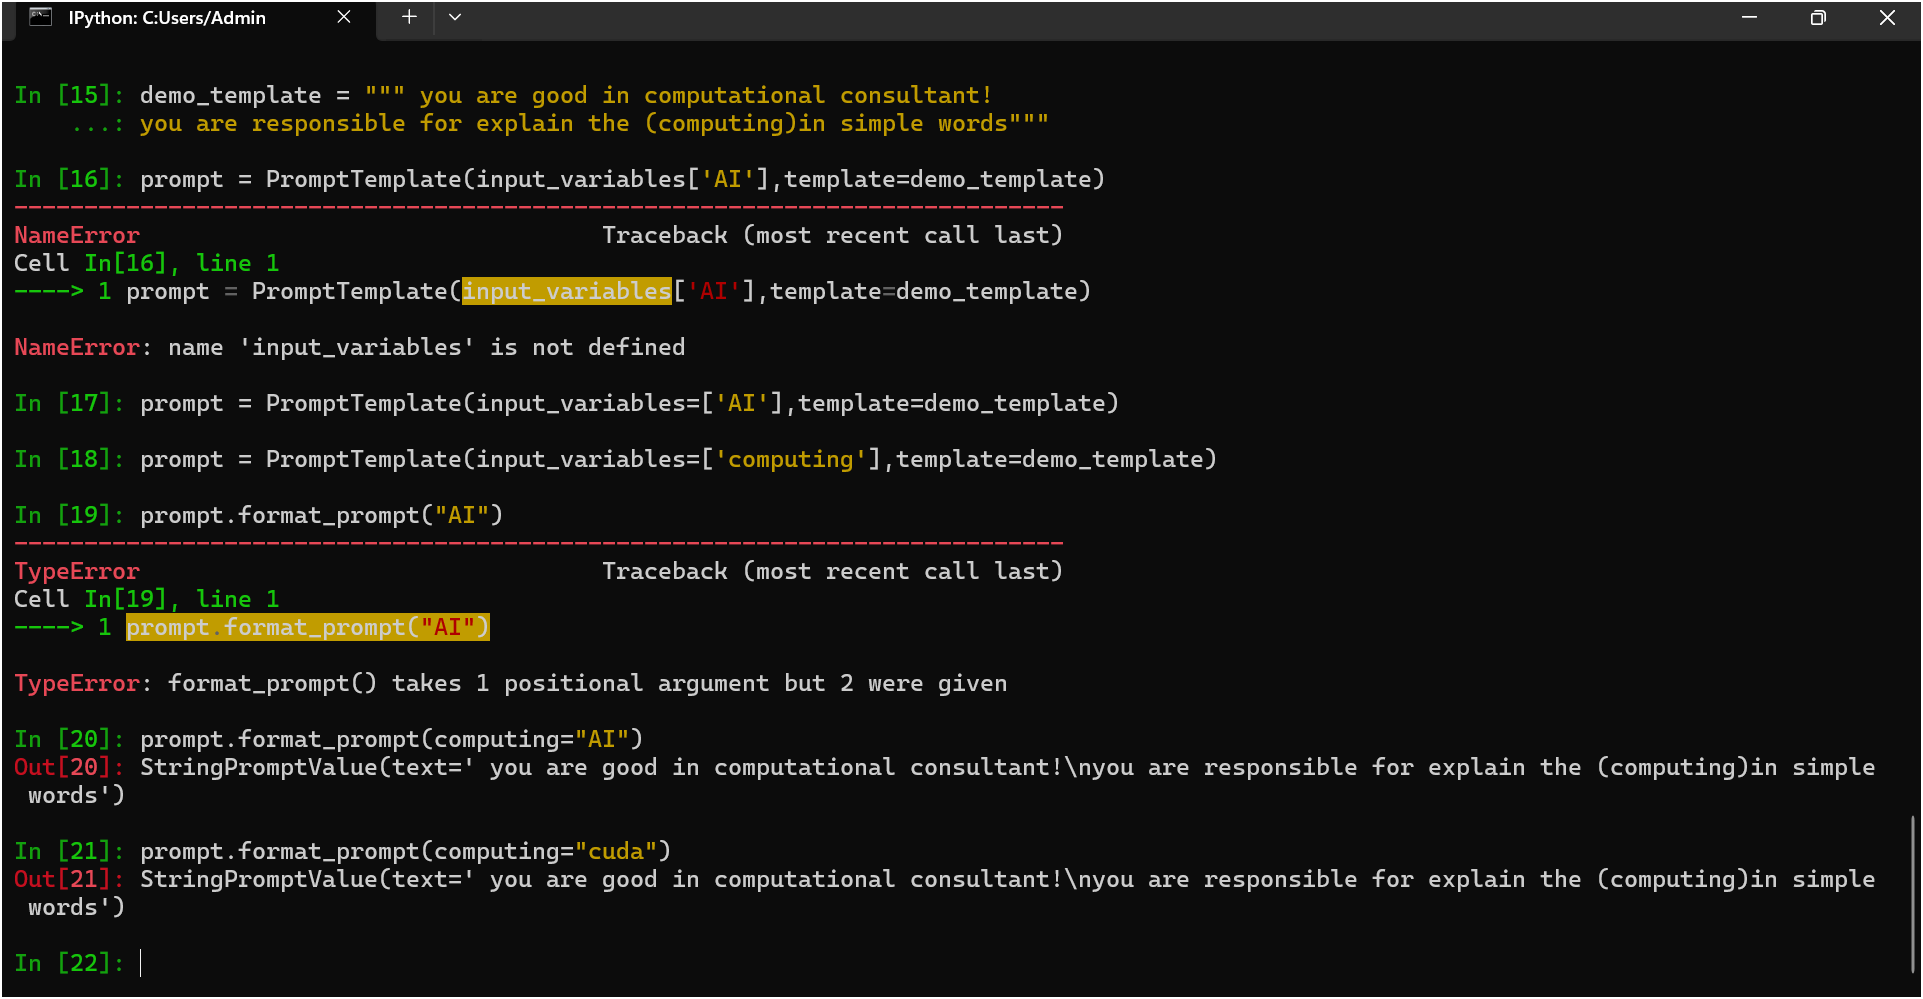 IPython: C:Users/Admin
In [15]: demo_template = """ you are good in computational consultant!
    ...: you are responsible for explain the (computing)in simple words"""
In [16]: prompt = PromptTemplate(input_variables['AI'],template=demo_template)
---------------------------------------------------------------------------
NameError                                 Traceback (most recent call last)
Cell In[16], line 1
----> 1 prompt = PromptTemplate(input_variables['AI'],template=demo_template)
NameError: name 'input_variables' is not defined
In [17]: prompt = PromptTemplate(input_variables=['AI'],template=demo_template)
In [18]: prompt = PromptTemplate(input_variables=['computing'],template=demo_template)
In [19]: prompt.format_prompt("AI")
---------------------------------------------------------------------------
TypeError                                 Traceback (most recent call last)
Cell In[19], line 1
----> 1 prompt.format_prompt("AI")
TypeError: format_prompt() takes 1 positional argument but 2 were given
In [20]: prompt.format_prompt(computing="AI")
Out[20]: StringPromptValue(text=' you are good in computational consultant!\nyou are responsible for explain the (computing)in simple
 words')
In [21]: prompt.format_prompt(computing="cuda")
Out[21]: StringPromptValue(text=' you are good in computational consultant!\nyou are responsible for explain the (computing)in simple
 words')
In [22]: